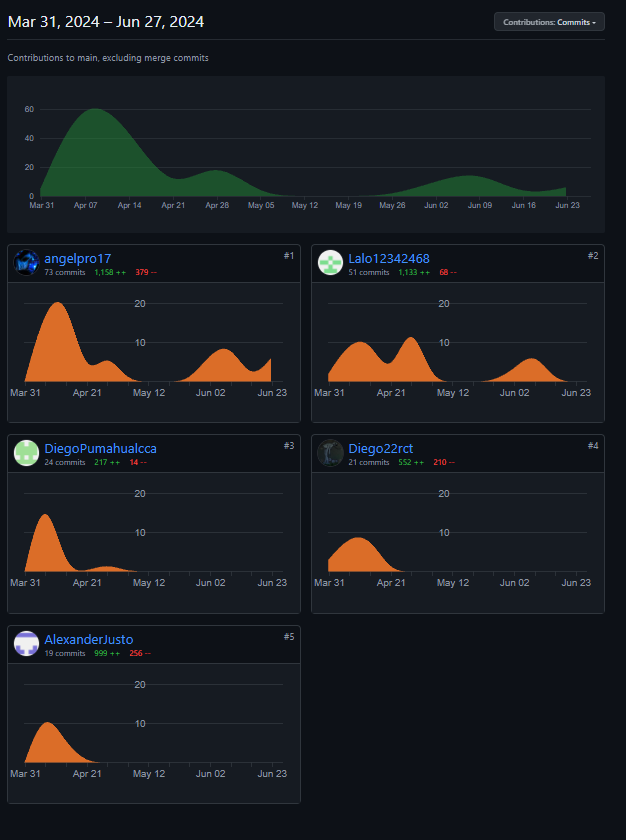 Mar 31, 2024 – Jun 27, 2024
Contributions: Commits
Contributions to main, excluding merge commits
60
40
20
0
Mar 31 Apr 07 Apr 14 Apr 21 Apr 28 May 05 May 12 May 19 May 26 Jun 02 Jun 09 Jun 16 Jun 23
angelpro17 #1
73 commits 1,158 ++ 379 --
20
10
Mar 31 Apr 21 May 12 Jun 02 Jun 23
Lalo12342468 #2
51 commits 1,133 ++ 68 --
20
10
Mar 31 Apr 21 May 12 Jun 02 Jun 23
DiegoPumahualcca #3
24 commits 217 ++ 14 --
20
10
Mar 31 Apr 21 May 12 Jun 02 Jun 23
Diego22rct #4
21 commits 552 ++ 210 --
20
10
Mar 31 Apr 21 May 12 Jun 02 Jun 23
AlexanderJusto #5
19 commits 999 ++ 256 --
20
10
Mar 31 Apr 21 May 12 Jun 02 Jun 23